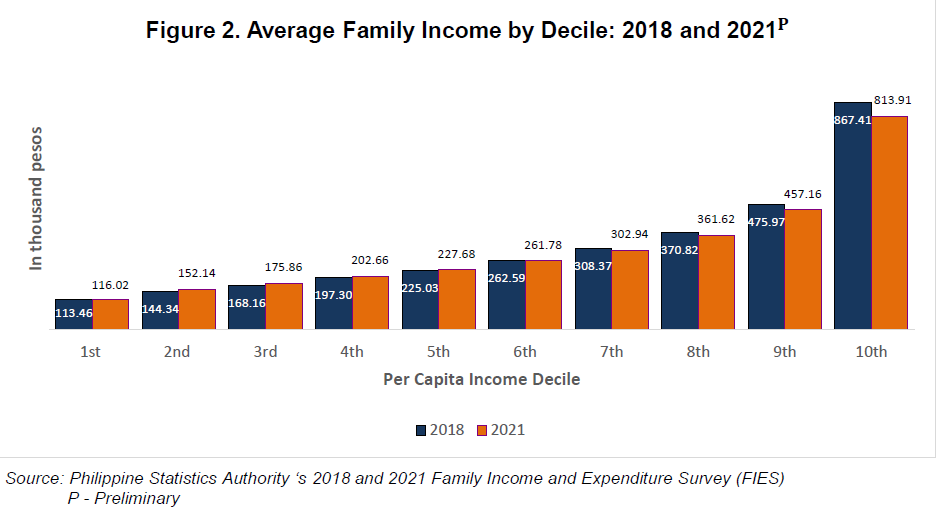 Figure 2. Average Family Income by Decile: 2018 and 2021ᴾ
In thousand pesos
867.41 813.91
475.97 457.16
370.82 361.62
308.37 302.94
262.59 261.78
225.03 227.68
197.30 202.66
168.16 175.86
144.34 152.14
113.46 116.02
1st 2nd 3rd 4th 5th 6th 7th 8th 9th 10th
Per Capita Income Decile
2018 2021
Source: Philippine Statistics Authority ‘s 2018 and 2021 Family Income and Expenditure Survey (FIES)
P - Preliminary